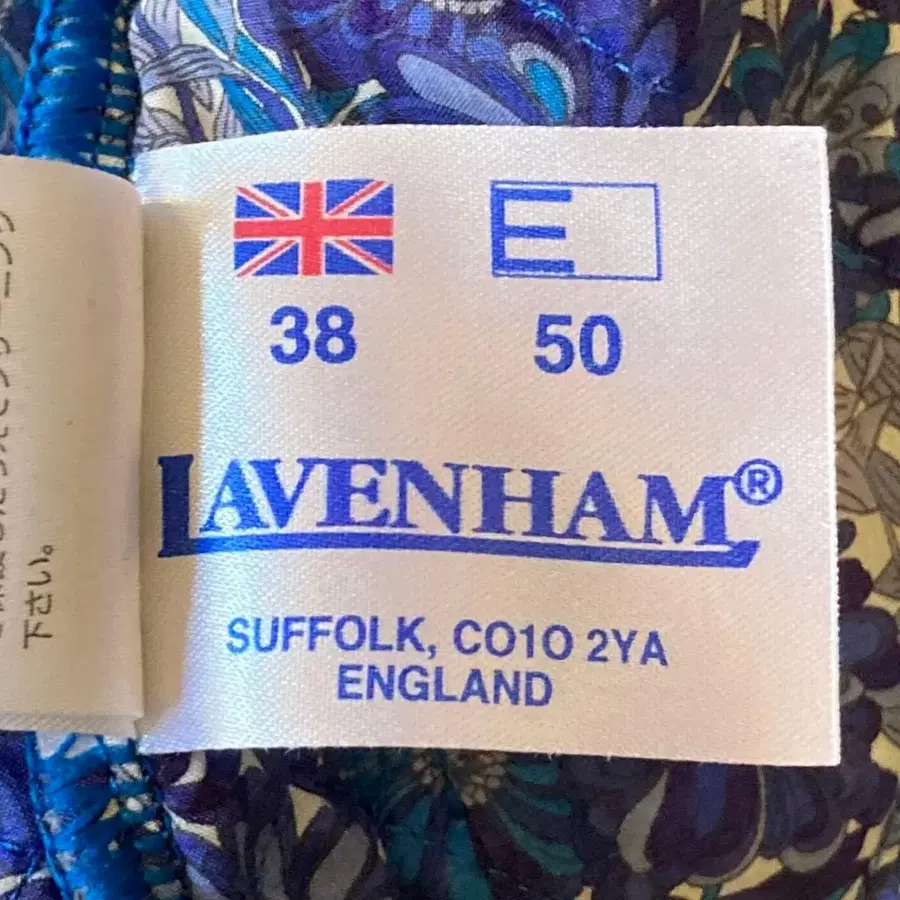 38 50
LAVENHAM®
SUFFOLK, CO10 2YA
ENGLAND
下さい。